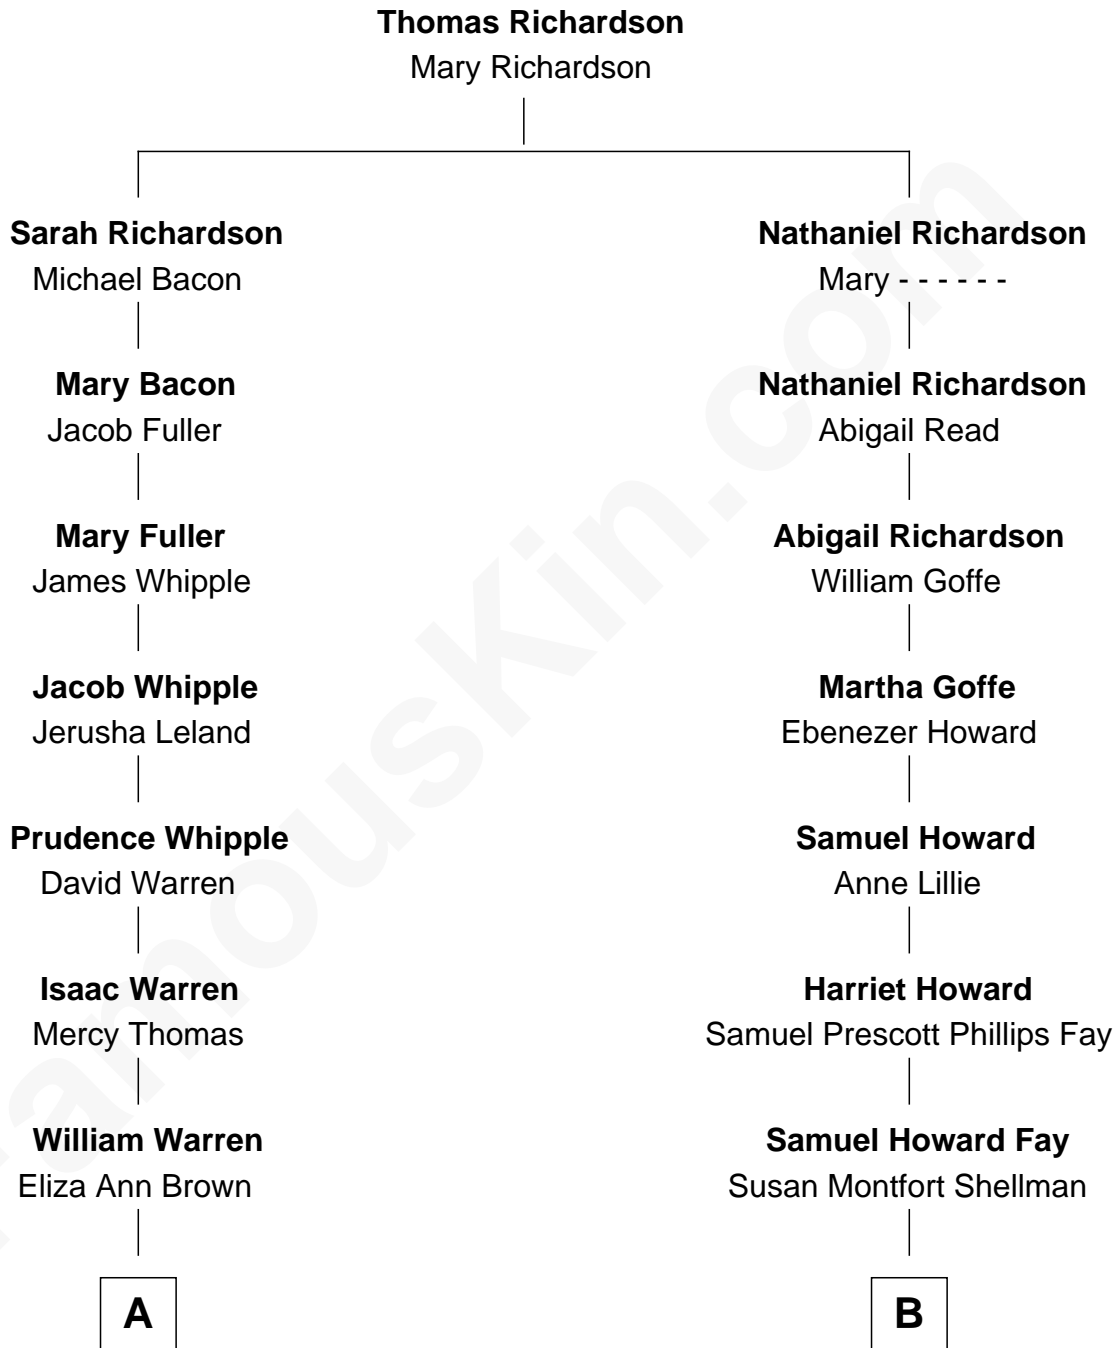 Thomas Richardson
Mary Richardson
Sarah Richardson
Michael Bacon
Nathaniel Richardson
Mary - - - - - -
Mary Bacon
Jacob Fuller
Nathaniel Richardson
Abigail Read
Mary Fuller
James Whipple
Abigail Richardson
William Goffe
Jacob Whipple
Jerusha Leland
Martha Goffe
Ebenezer Howard
Prudence Whipple
David Warren
Samuel Howard
Anne Lillie
Isaac Warren
Mercy Thomas
Harriet Howard
Samuel Prescott Phillips Fay
William Warren
Eliza Ann Brown
Samuel Howard Fay
Susan Montfort Shellman
A
B
FamousKin.com